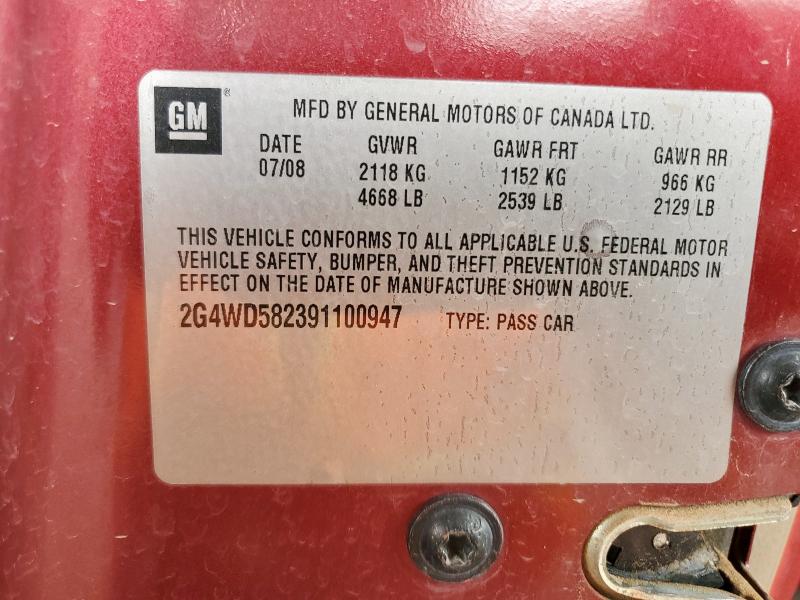 GM®
MFD BY GENERAL MOTORS OF CANADA LTD.
DATE GVWR GAWR FRT GAWR RR
07/08 2118 KG 1152 KG 966 KG
4668 LB 2539 LB 2129 LB
THIS VEHICLE CONFORMS TO ALL APPLICABLE U.S. FEDERAL MOTOR
VEHICLE SAFETY, BUMPER, AND THEFT PREVENTION STANDARDS IN
EFFECT ON THE DATE OF MANUFACTURE SHOWN ABOVE.
2G4WD582391100947 TYPE: PASS CAR